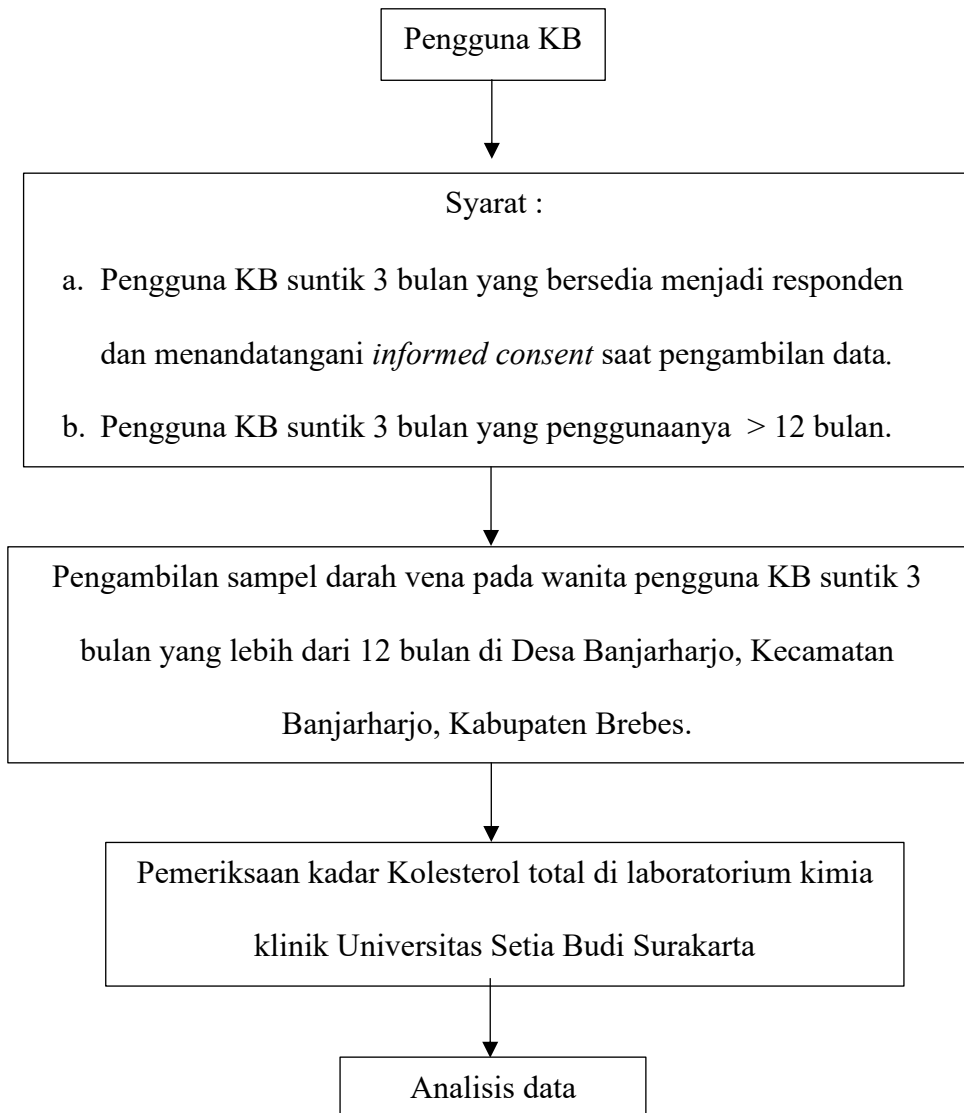 Pengguna KB
Syarat :
a. Pengguna KB suntik 3 bulan yang bersedia menjadi responden
dan menandatangani informed consent saat pengambilan data.
b. Pengguna KB suntik 3 bulan yang penggunaanya > 12 bulan.
Pengambilan sampel darah vena pada wanita pengguna KB suntik 3
bulan yang lebih dari 12 bulan di Desa Banjarharjo, Kecamatan
Banjarharjo, Kabupaten Brebes.
Pemeriksaan kadar Kolesterol total di laboratorium kimia
klinik Universitas Setia Budi Surakarta
Analisis data